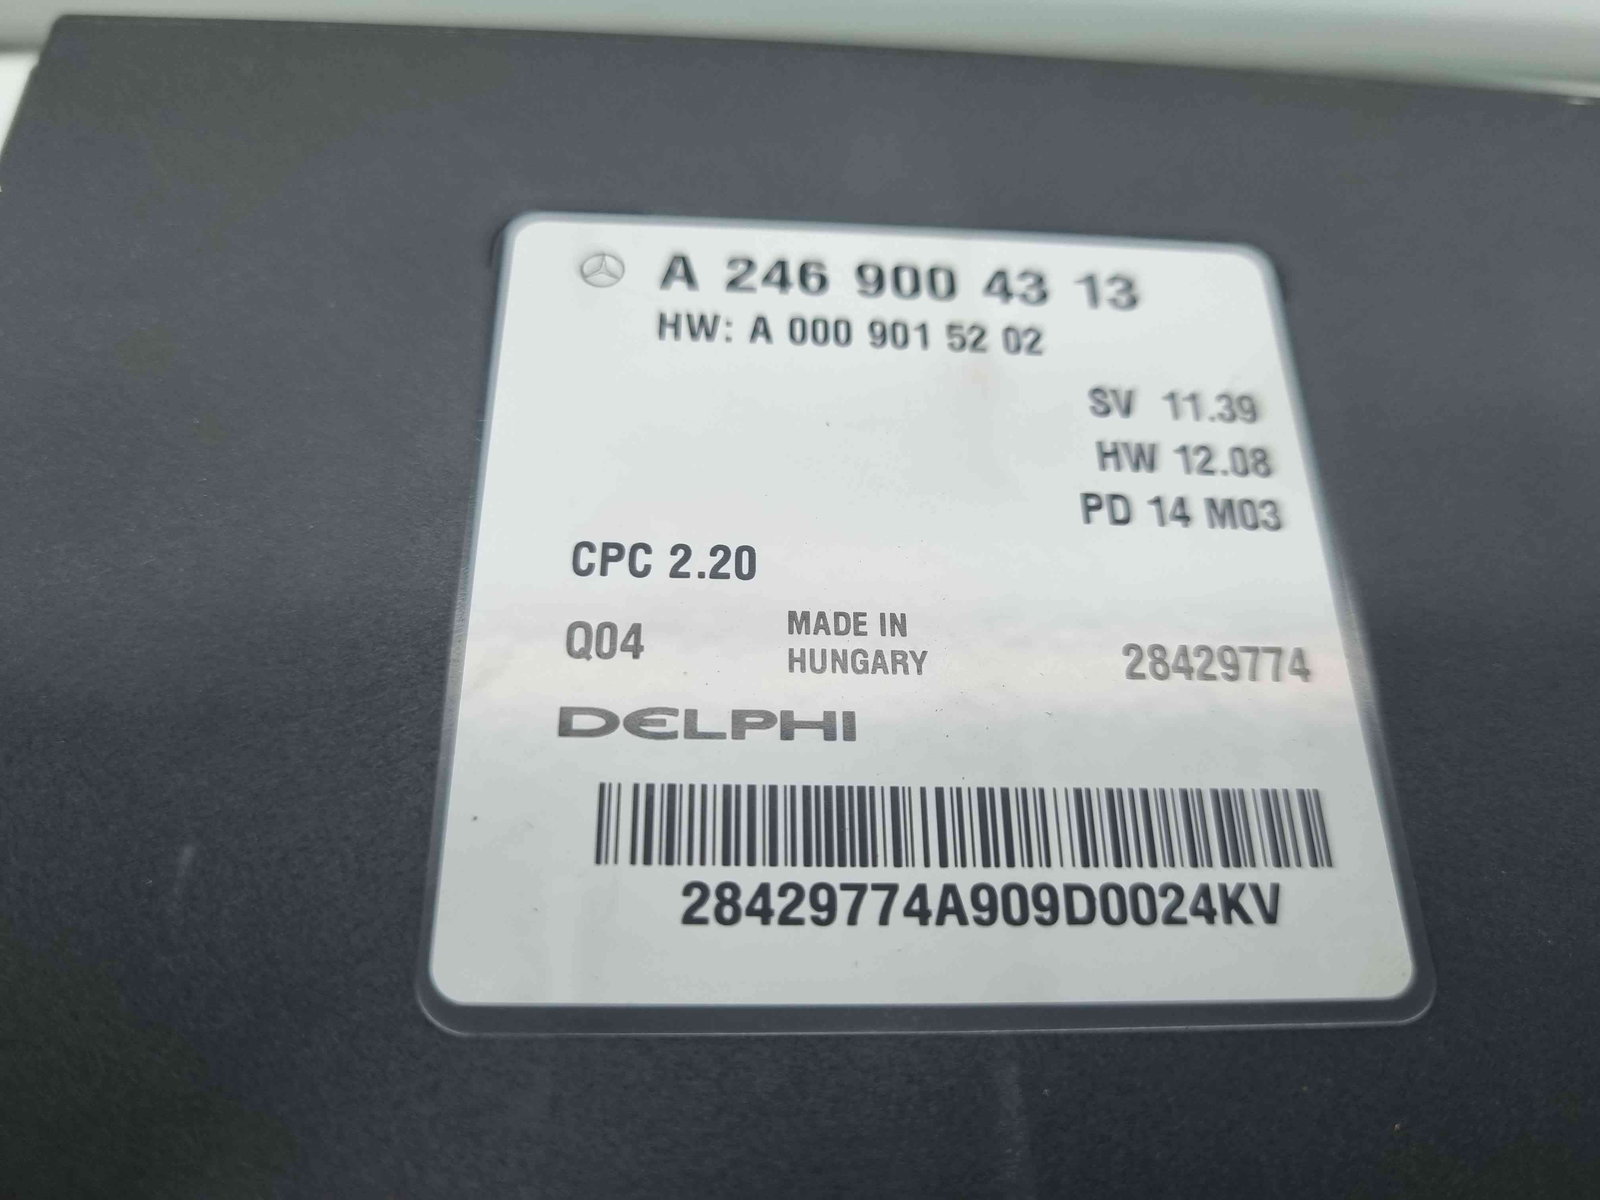 A 246 900 43 13
HW: A 000 901 52 02
SV 11.39
HW 12.08
PD 14 M03
CPC 2.20
Q04
MADE IN
HUNGARY
28429774
DELPHI
28429774A909D0024KV